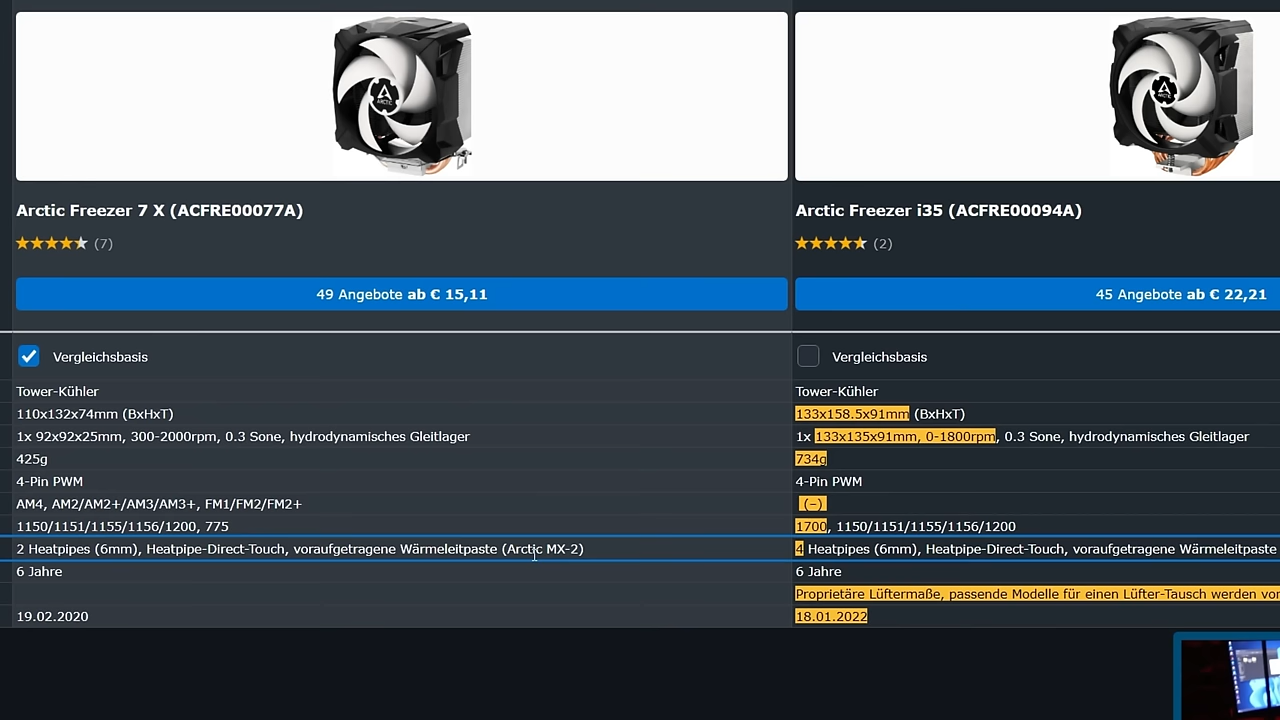 ARCTIC
ARCTIC
Arctic Freezer 7 X (ACFRE00077A)
(7)
49 Angebote ab € 15,11
Vergleichsbasis
Tower-Kühler
110x132x74mm (BxHxT)
1x 92x92x25mm, 300-2000rpm, 0.3 Sone, hydrodynamisches Gleitlager
425g
4-Pin PWM
AM4, AM2/AM2+/AM3/AM3+, FM1/FM2/FM2+
1150/1151/1155/1156/1200, 775
2 Heatpipes (6mm), Heatpipe-Direct-Touch, voraufgetragene Wärmeleitpaste (Arctic MX-2)
6 Jahre
19.02.2020
Arctic Freezer i35 (ACFRE00094A)
(2)
45 Angebote ab € 22,21
Vergleichsbasis
Tower-Kühler
133x158.5x91mm (BxHxT)
1x 133x135x91mm, 0-1800rpm, 0.3 Sone, hydrodynamisches Gleitlager
734g
4-Pin PWM
(–)
1700, 1150/1151/1155/1156/1200
4 Heatpipes (6mm), Heatpipe-Direct-Touch, voraufgetragene Wärmeleitpaste
6 Jahre
Proprietäre Lüftermaße, passende Modelle für einen Lüfter-Tausch werden vor
18.01.2022